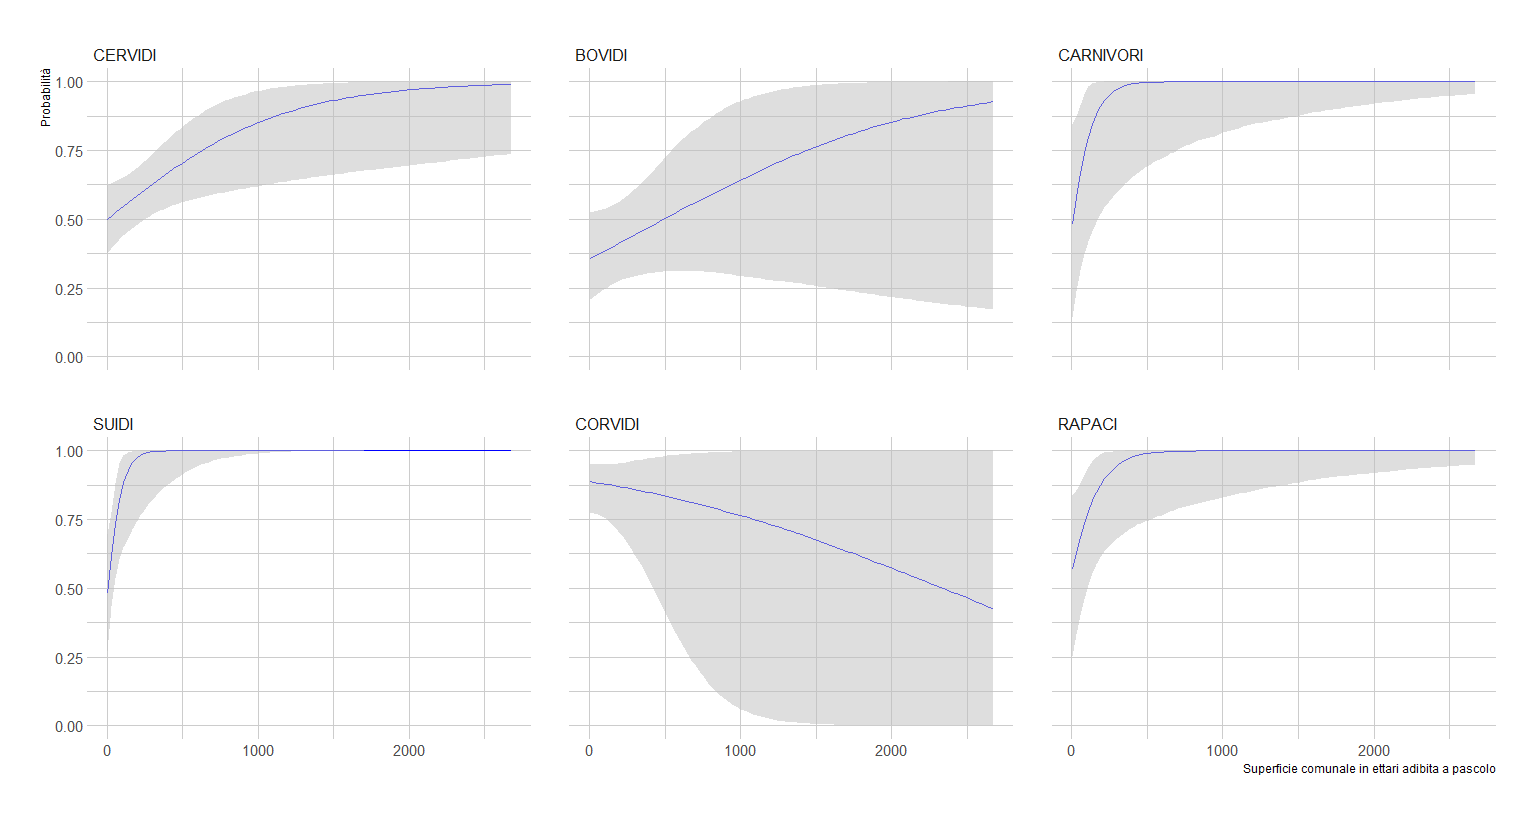 CERVIDI
BOVIDI
CARNIVORI
Probabilità
1.00
0.75
0.50
0.25
0.00
SUIDI
CORVIDI
RAPACI
1.00
0.75
0.50
0.25
0.00
0 1000 2000
0 1000 2000
0 1000 2000
Superficie comunale in ettari adibita a pascolo